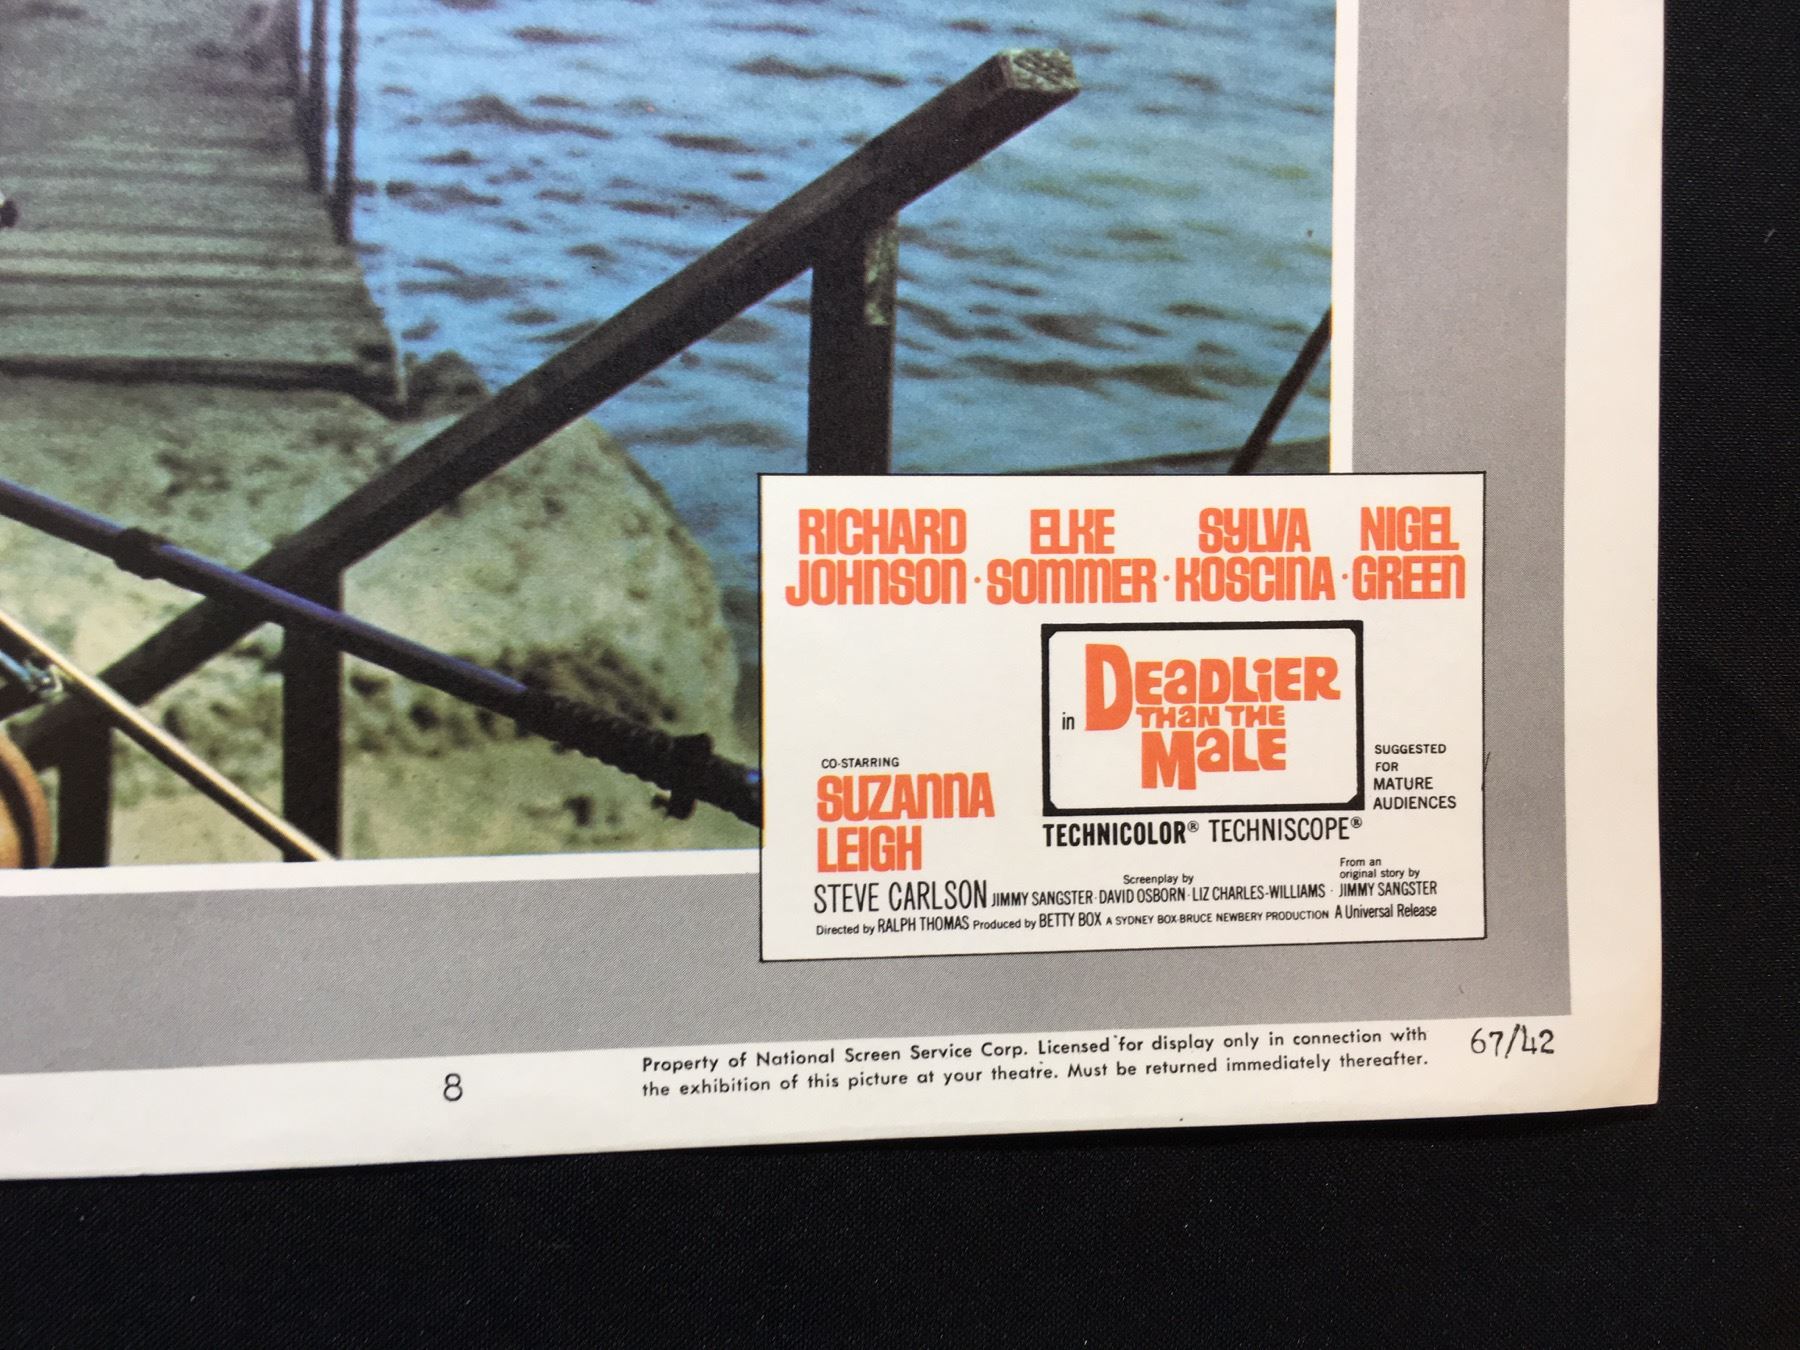 RICHARD JOHNSON · ELKE SOMMER · SYLVA KOSCINA · NIGEL GREEN
in DEADLIER
THAN THE
MALE
SUGGESTED
FOR
MATURE
AUDIENCES
TECHNICOLOR® TECHNISCOPE®
CO-STARRING
SUZANNA
LEIGH
STEVE CARLSON
Screenplay by
JIMMY SANGSTER · DAVID OSBORN · LIZ CHARLES-WILLIAMS ·
From an
original story by
JIMMY SANGSTER
Directed by RALPH THOMAS Produced by BETTY BOX A SYDNEY BOX-BRUCE NEWBERY PRODUCTION A Universal Release
Property of National Screen Service Corp. Licensed for display only in connection with
the exhibition of this picture at your theatre. Must be returned immediately thereafter.
67/42
8